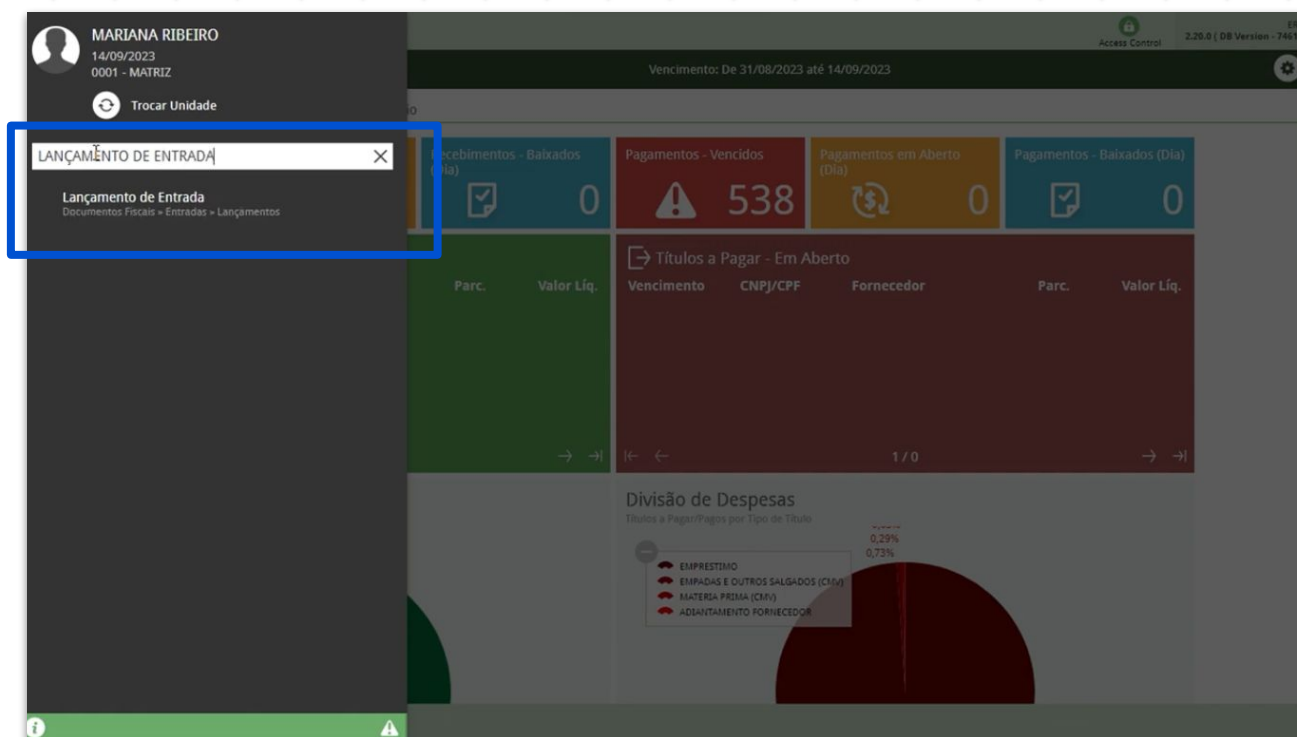 MARIANA RIBEIRO
14/09/2023
0001 - MATRIZ
Trocar Unidade
LANÇAMENTO DE ENTRADA
Lançamento de Entrada
Documentos Fiscais » Entradas » Lançamentos
Access Control
2.20.0 ( DB Version - 7461
Vencimento: De 31/08/2023 até 14/09/2023
Recebimentos - Baixados
(Dia)
0
Pagamentos - Vencidos
538
Pagamentos em Aberto
(Dia)
0
Pagamentos - Baixados (Dia)
0
Parc. Valor Líq.
Títulos a Pagar - Em Aberto
Vencimento CNPJ/CPF Fornecedor Parc. Valor Líq.
1 / 0
Divisão de Despesas
Títulos a Pagar/Pagos por Tipo de Título
0,29%
0,73%
EMPRESTIMO
EMPADAS E OUTROS SALGADOS (CMV)
MATERIA PRIMA (CMV)
ADIANTAMENTO FORNECEDOR